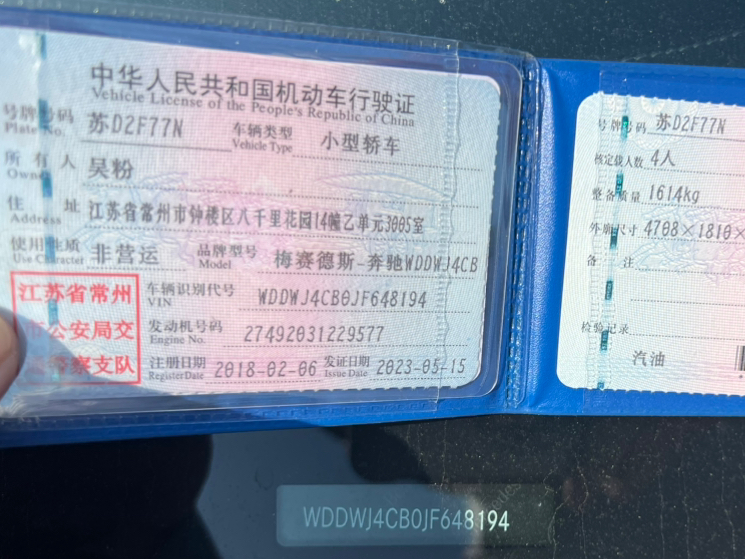 中华人民共和国机动车行驶证
Vehicle License of the People's Republic of China
号牌号码 苏D2F77N 车辆类型 小型轿车
Plate No. Vehicle Type
所有人 吴粉
Owner
住址 江苏省常州市钟楼区八千里花园14幢乙单元3005室
Address
使用性质 非营运 品牌型号 梅赛德斯-奔驰WDDWJ4CB
Use Character Model
江苏省常州
市公安局交
警察支队
车辆识别代号 WDDWJ4CB0JF648194
VIN
发动机号码 27492031229577
Engine No.
注册日期 2018-02-06 发证日期 2023-05-15
Register Date Issue Date
号牌号码 苏D2F77N
核定载人数 4人
整备质量 1614kg
外廓尺寸 4708×1810×
备注
检验记录
汽油
WDDWJ4CB0JF648194